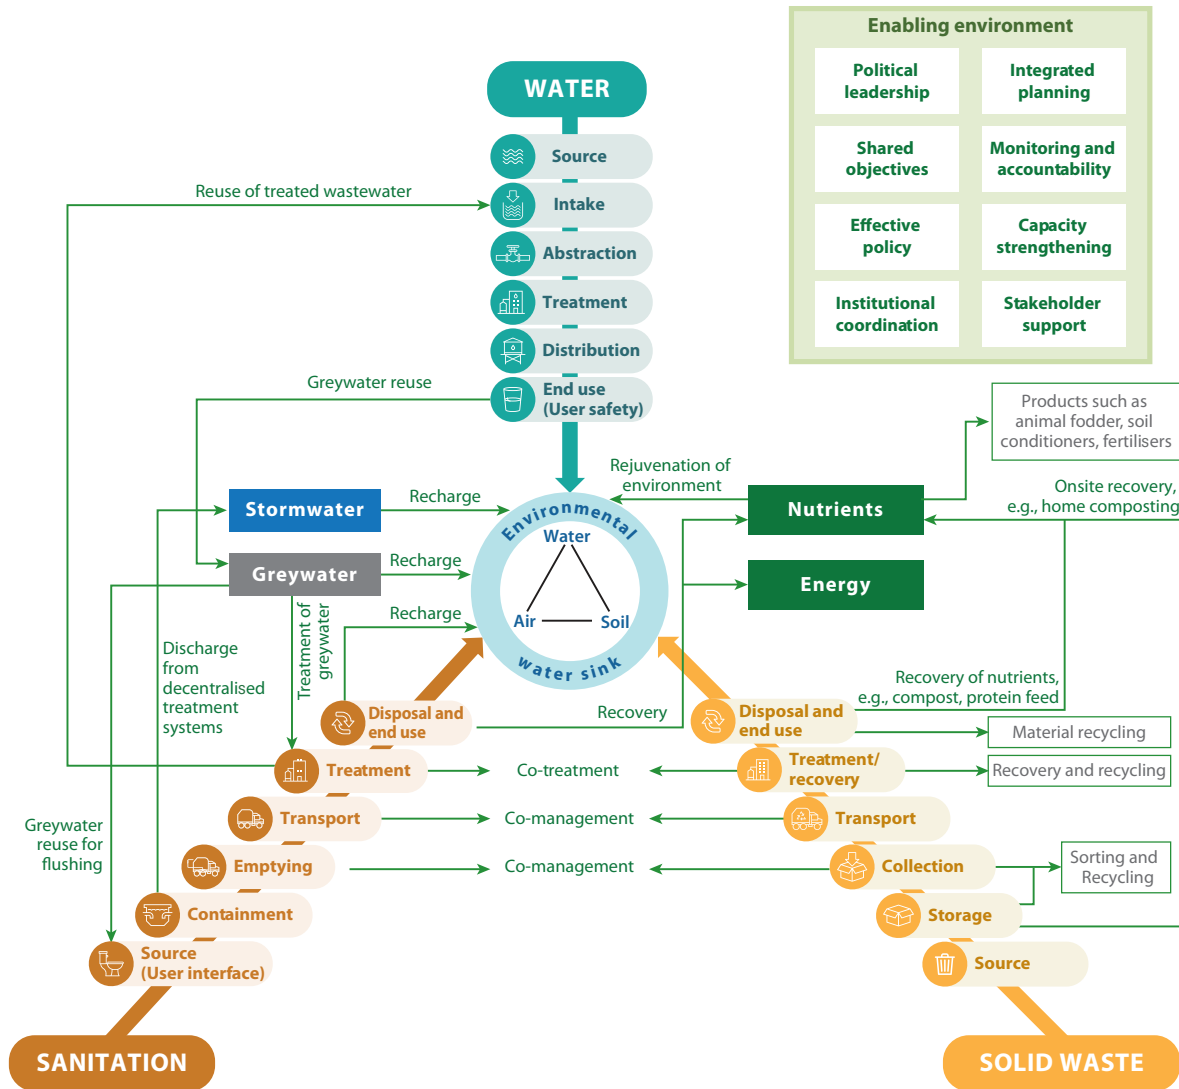 Enabling environment
Political
leadership
Integrated
planning
Shared
objectives
Monitoring and
accountability
Effective
policy
Capacity
strengthening
Institutional
coordination
Stakeholder
support
WATER
Source
Reuse of treated wastewater
Intake
Abstraction
Treatment
Distribution
Greywater reuse
End use
(User safety)
Products such as
animal fodder, soil
conditioners, fertilisers
Rejuvenation of
environment
Stormwater
Recharge
Nutrients
Onsite recovery,
e.g., home composting
Environmental
water sink
Water
Air
Soil
Greywater
Recharge
Energy
Recharge
Treatment of
greywater
Discharge
from
decentralised
treatment
systems
Recovery of nutrients,
e.g., compost, protein feed
Disposal and
end use
Recovery
Disposal and
end use
Material recycling
Treatment
Co-treatment
Treatment/
recovery
Recovery and recycling
Transport
Co-management
Transport
Greywater
reuse for
flushing
Emptying
Co-management
Collection
Sorting and
Recycling
Containment
Storage
Source
(User interface)
Source
SANITATION
SOLID WASTE